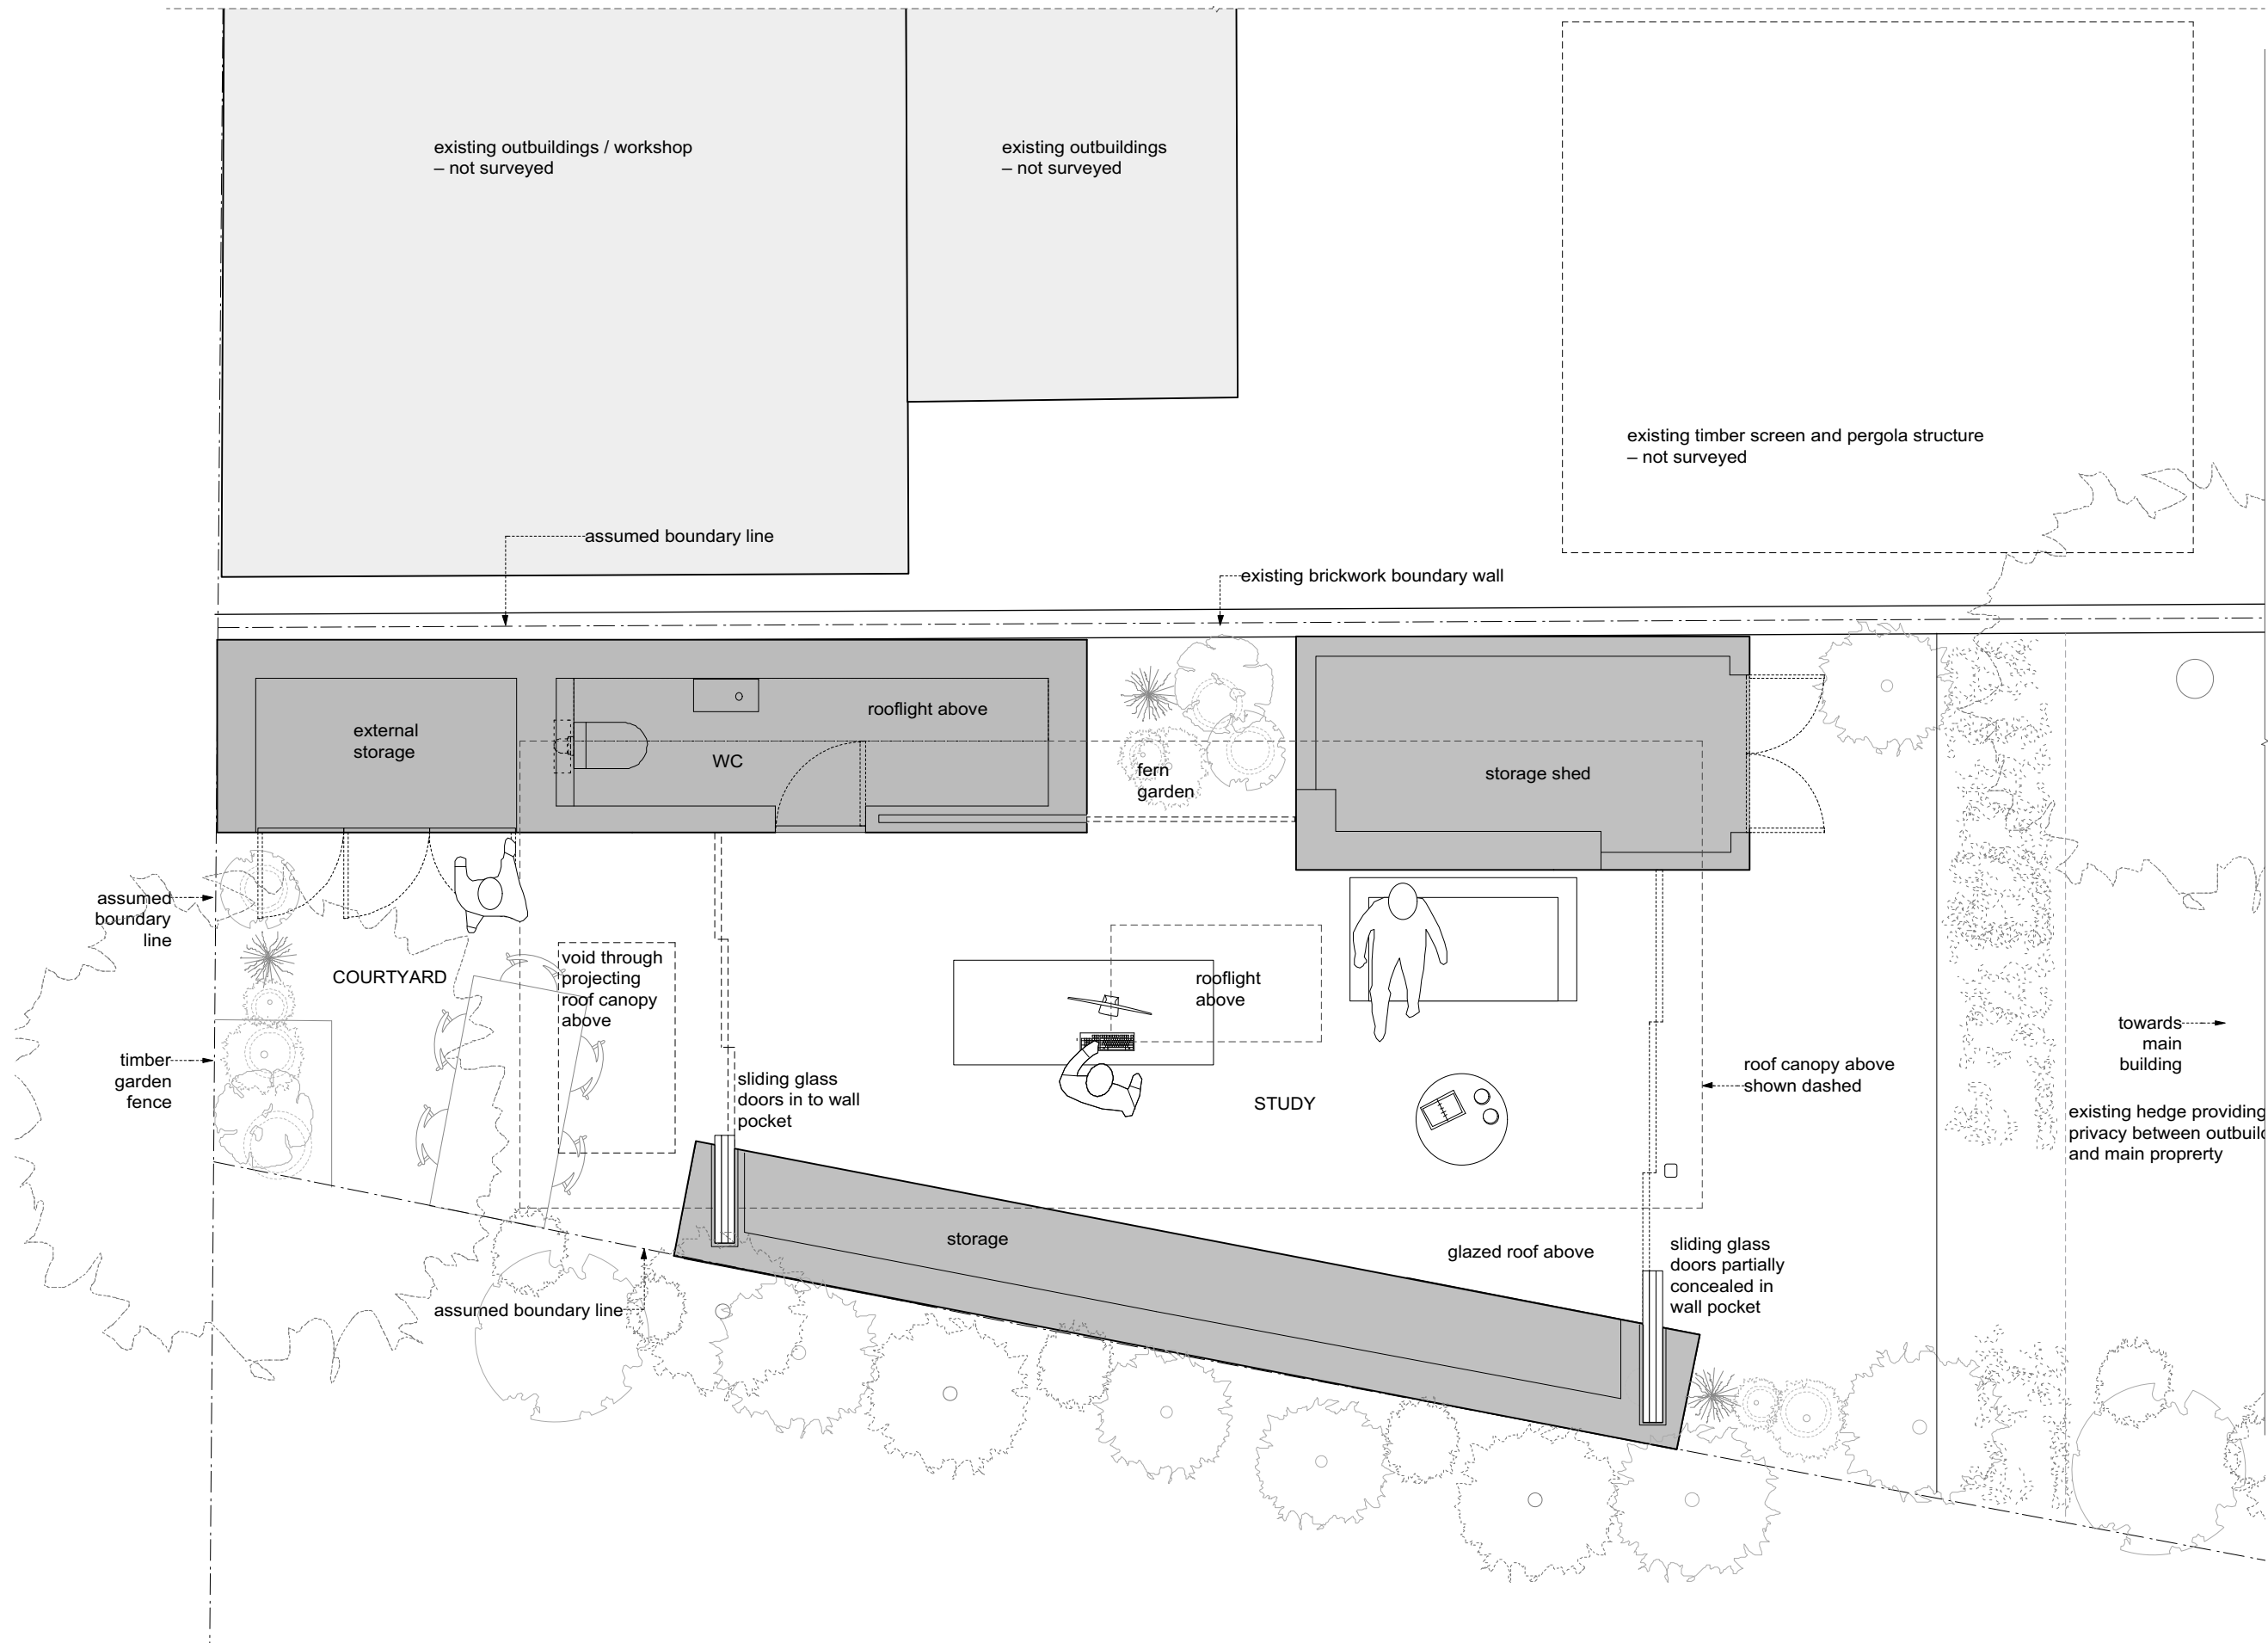 existing outbuildings / workshop
– not surveyed
existing outbuildings
– not surveyed
existing timber screen and pergola structure
– not surveyed
assumed boundary line
existing brickwork boundary wall
external
storage
WC
rooflight above
fern
garden
storage shed
assumed
boundary
line
COURTYARD
void through
projecting
roof canopy
above
rooflight
above
timber
garden
fence
sliding glass
doors in to wall
pocket
STUDY
roof canopy above
shown dashed
towards
main
building
existing hedge providing
privacy between outbuild
and main proprerty
storage
glazed roof above
sliding glass
doors partially
concealed in
wall pocket
assumed boundary line